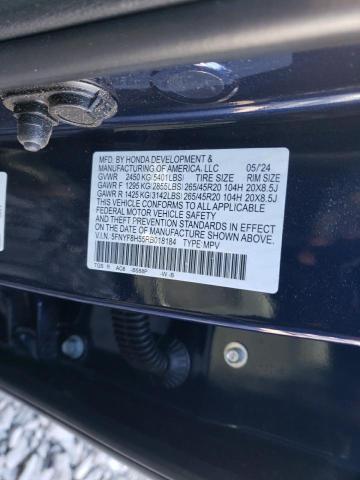 MFD. BY HONDA DEVELOPMENT &
MANUFACTURING OF AMERICA, LLC 05/'24
GVWR 2450 KG(5401LBS) TIRE SIZE RIM SIZE
GAWR F 1295 KG(2855LBS) 265/45R20 104H 20X8.5J
GAWR R 1425 KG(3142LBS) 265/45R20 104H 20X8.5J
THIS VEHICLE CONFORMS TO ALL APPLICABLE
FEDERAL MOTOR VEHICLE SAFETY
AND THEFT PREVENTION STANDARDS IN EFFECT
ON THE DATE OF MANUFACTURE SHOWN ABOVE.
V.I.N. 5FNYF8H55RB018184 TYPE: MPV
TG8 R AC8 -B588P -W -B